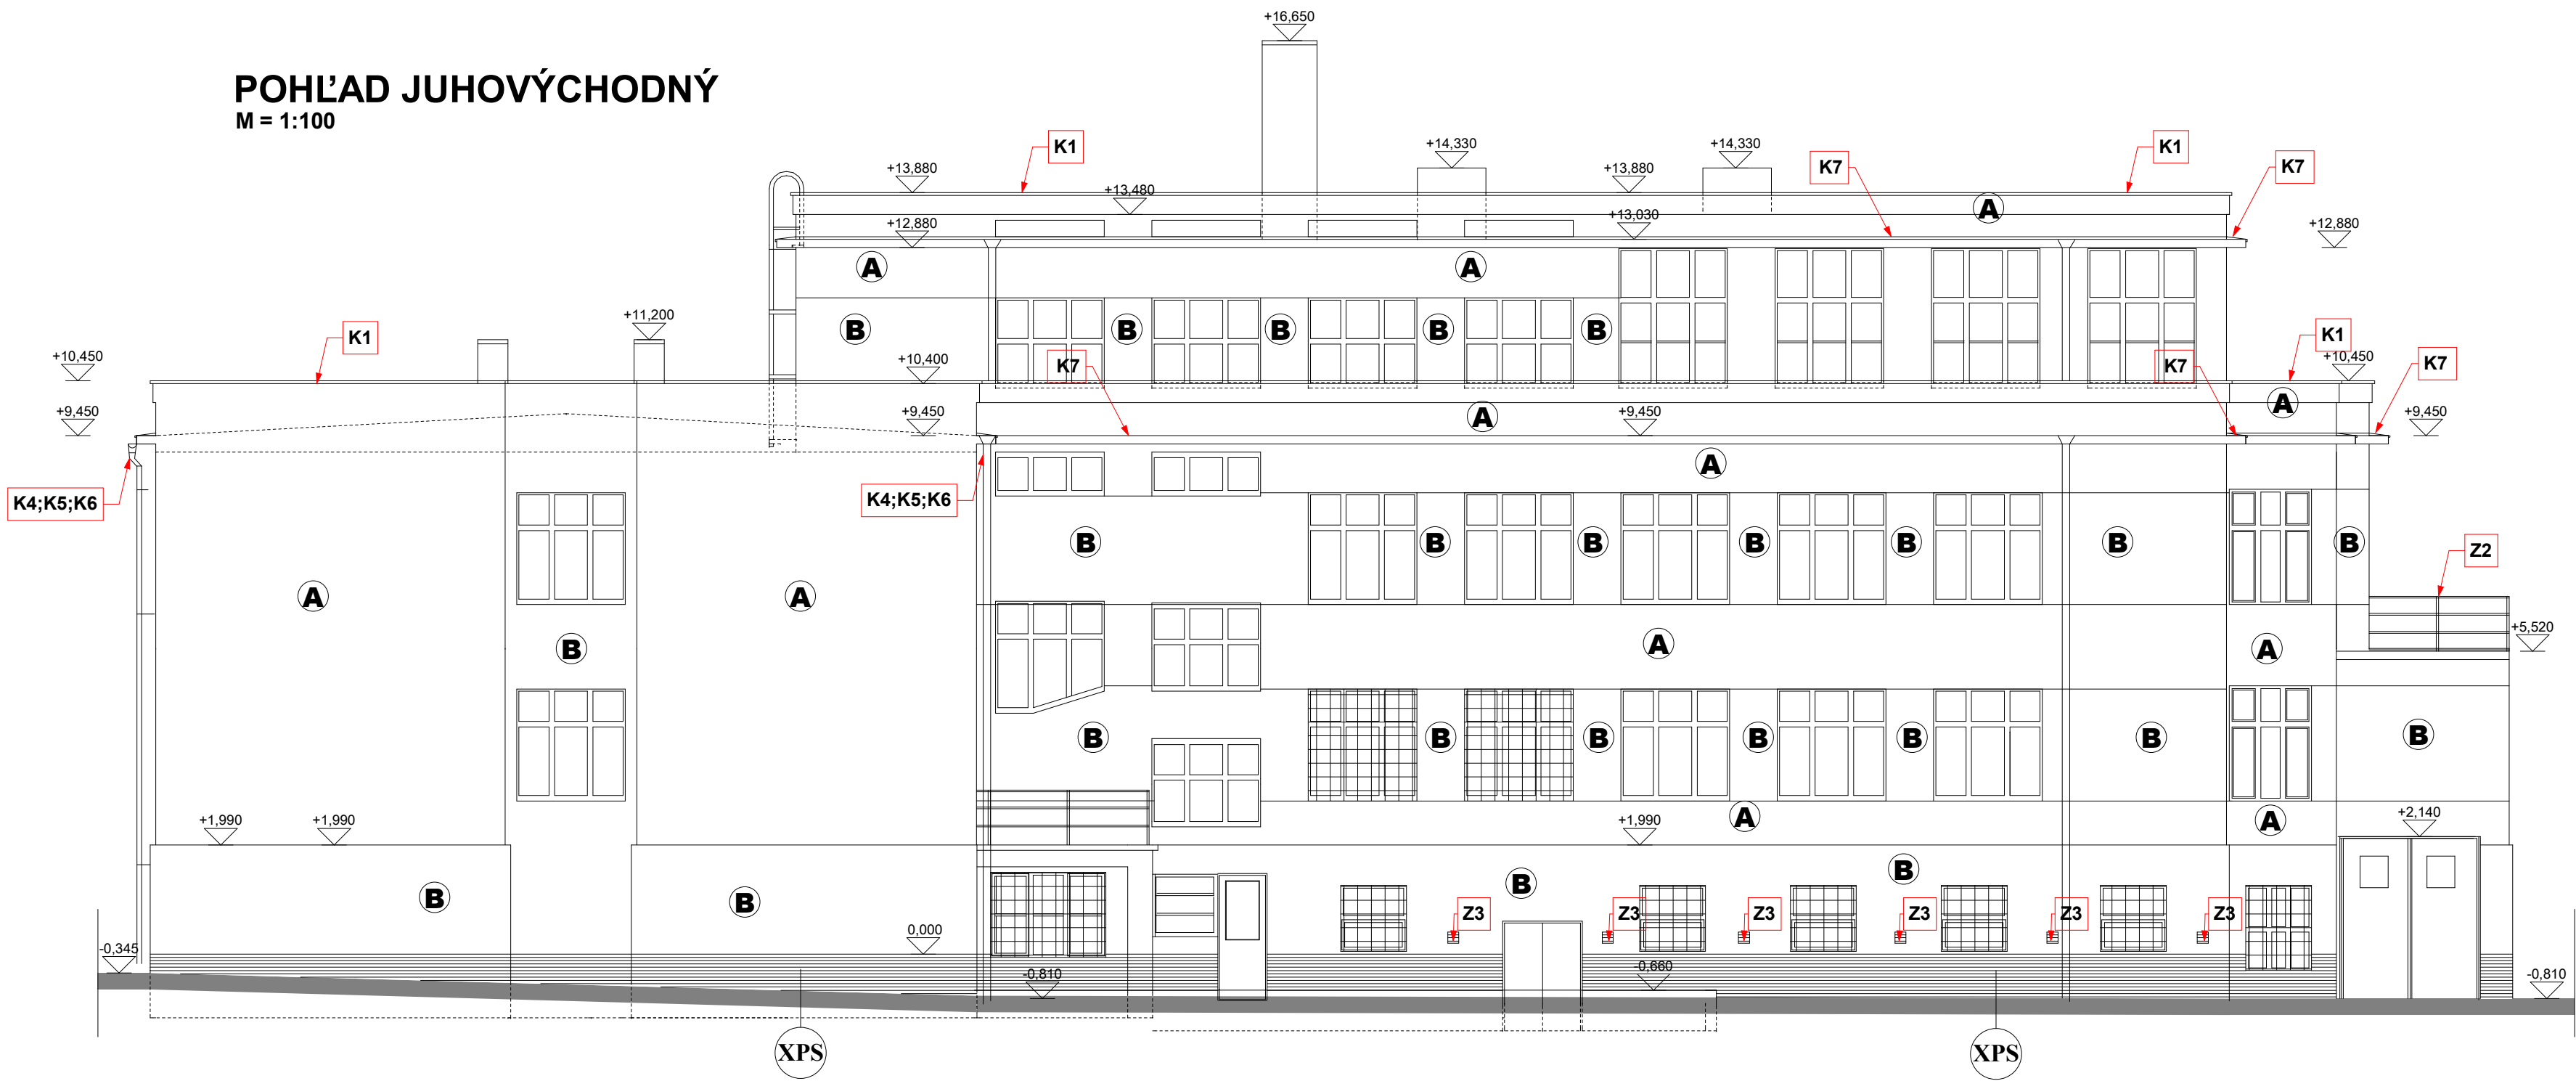 +16,650
POHĽAD JUHOVÝCHODNÝ
M = 1:100
K1
+14,330
+14,330
K1
K7
K7
+13,880
+13,880
+13,480
A
+13,030
+12,880
+12,880
A
A
+11,200
B
B
B
B
B
K1
K1
+10,450
+10,400
K7
K7
+10,450
K7
A
A
+9,450
+9,450
+9,450
+9,450
A
K4;K5;K6
K4;K5;K6
B
B
B
B
B
B
B
Z2
A
A
+5,520
B
A
A
B
B
B
B
B
B
B
+1,990
+1,990
+1,990
A
A
+2,140
B
B
B
B
Z3
Z3
Z3
Z3
Z3
Z3
0,000
-0,345
-0,810
-0,660
-0,810
XPS
XPS